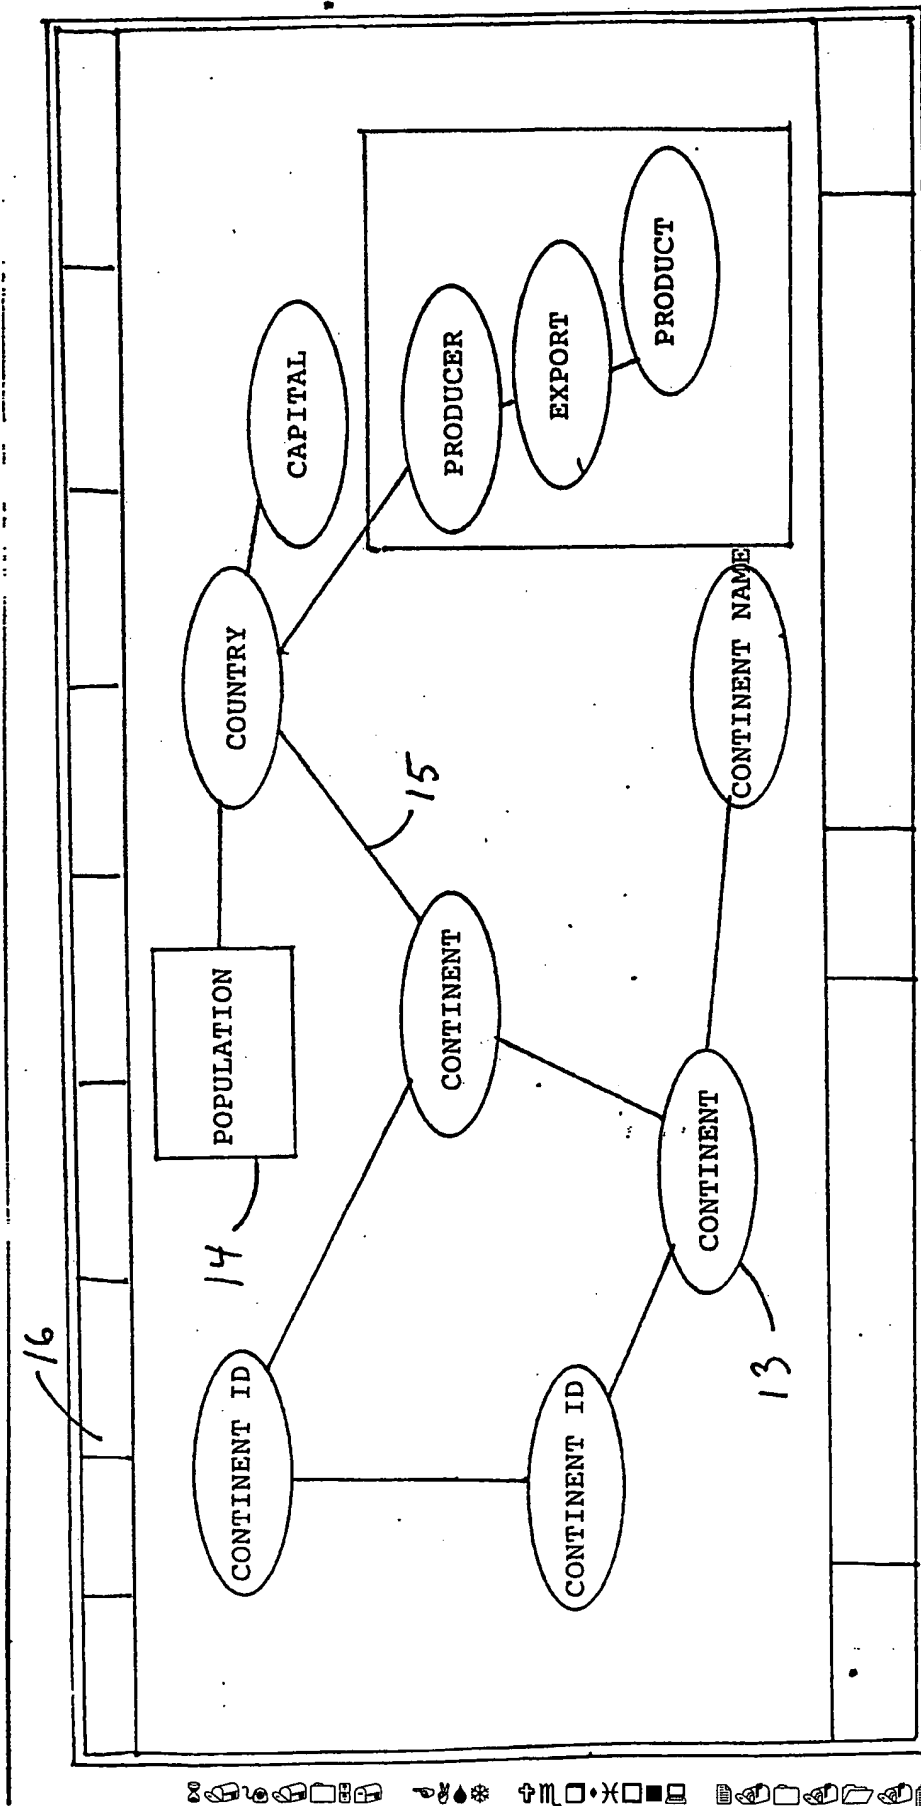 16
CONTINENT ID
14
POPULATION
COUNTRY
CAPITAL
15
CONTINENT
PRODUCER
EXPORT
PRODUCT
CONTINENT ID
13
CONTINENT
CONTINENT NAME